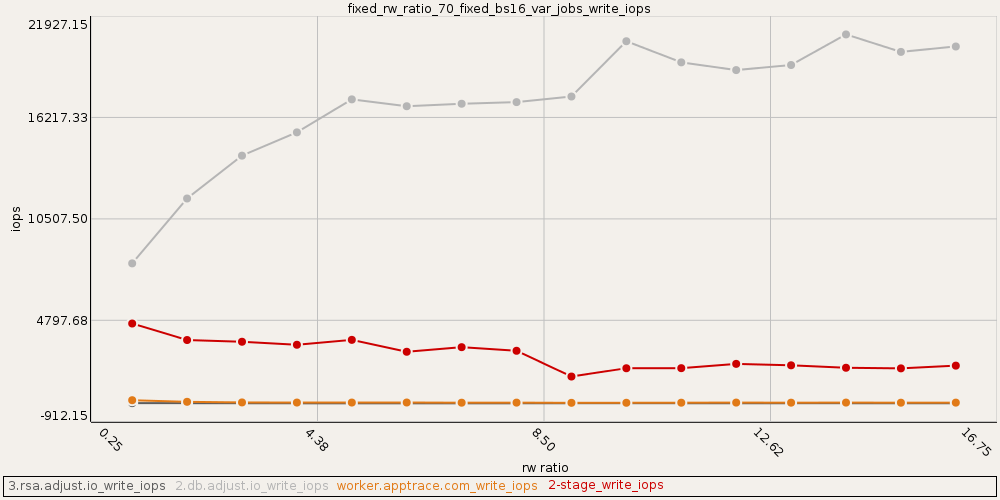 fixed_rw_ratio_70_fixed_bs16_var_jobs_write_iops
21927.15
16217.33
10507.50
4797.68
-912.15
iops
0.25
4.38
8.50
12.62
16.75
rw ratio
3.rsa.adjust.io_write_iops 2.db.adjust.io_write_iops worker.apptrace.com_write_iops 2-stage_write_iops